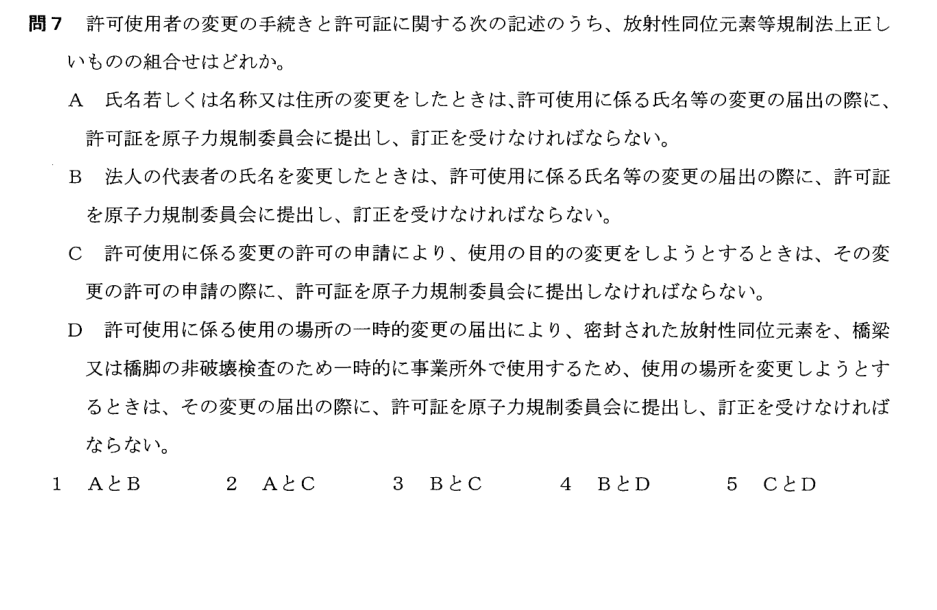 問7 許可使用者の変更の手続きと許可証に関する次の記述のうち、放射性同位元素等規制法上正し
いものの組合せはどれか。
A 氏名若しくは名称又は住所の変更をしたときは、許可使用に係る氏名等の変更の届出の際に、
許可証を原子力規制委員会に提出し、訂正を受けなければならない。
B 法人の代表者の氏名を変更したときは、許可使用に係る氏名等の変更の届出の際に、許可証
を原子力規制委員会に提出し、訂正を受けなければならない。
C 許可使用に係る変更の許可の申請により、使用の目的の変更をしようとするときは、その変
更の許可の申請の際に、許可証を原子力規制委員会に提出しなければならない。
D 許可使用に係る使用の場所の一時的変更の届出により、密封された放射性同位元素を、橋梁
又は橋脚の非破壊検査のため一時的に事業所外で使用するため、使用の場所を変更しようとす
るときは、その変更の届出の際に、許可証を原子力規制委員会に提出し、訂正を受けなければ
ならない。
1 AとB 2 AとC 3 BとC 4 BとD 5 CとD